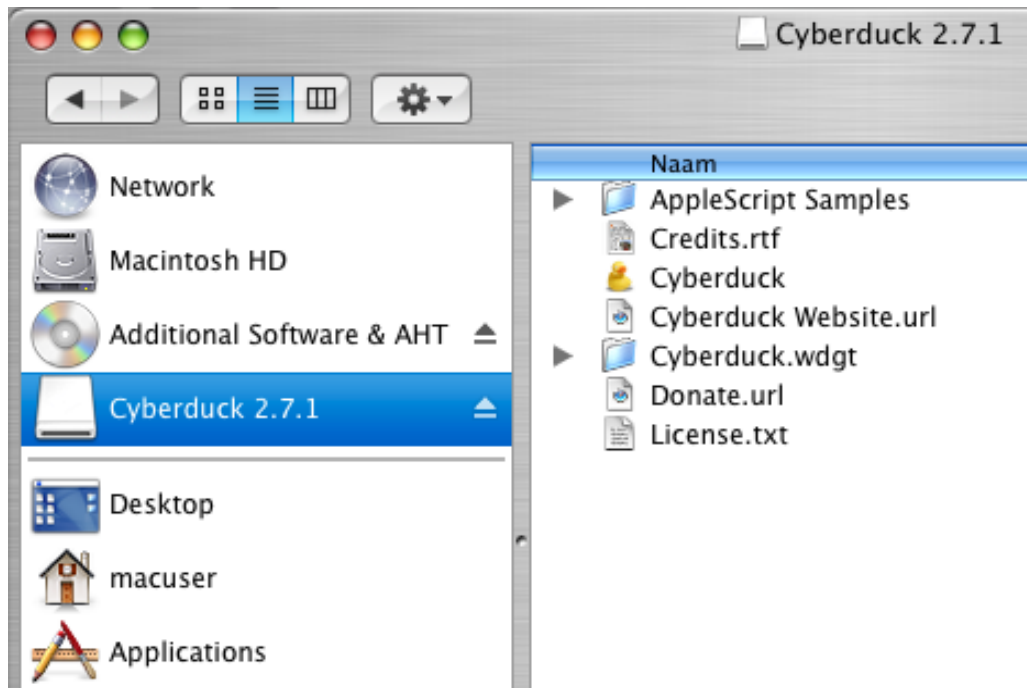 Cyberduck 2.7.1
Network
Macintosh HD
Additional Software & AHT
Cyberduck 2.7.1
Desktop
macuser
Applications
Naam
AppleScript Samples
Credits.rtf
Cyberduck
Cyberduck Website.url
Cyberduck.wdgt
Donate.url
License.txt